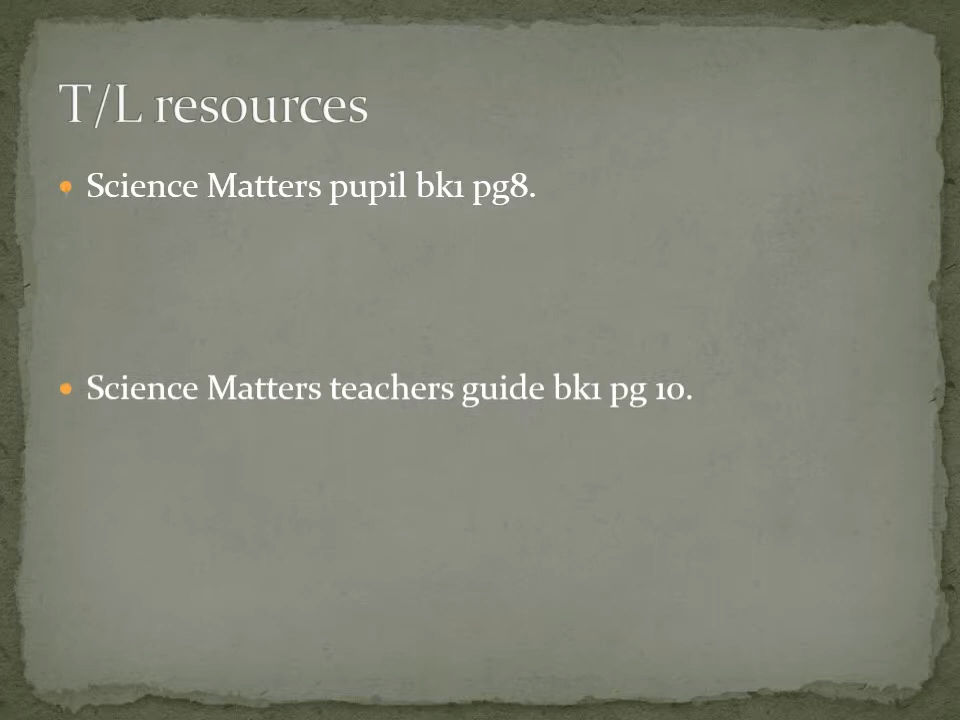 T/L resources
Science Matters pupil bk1 pg8.
Science Matters teachers guide bk1 pg 10.